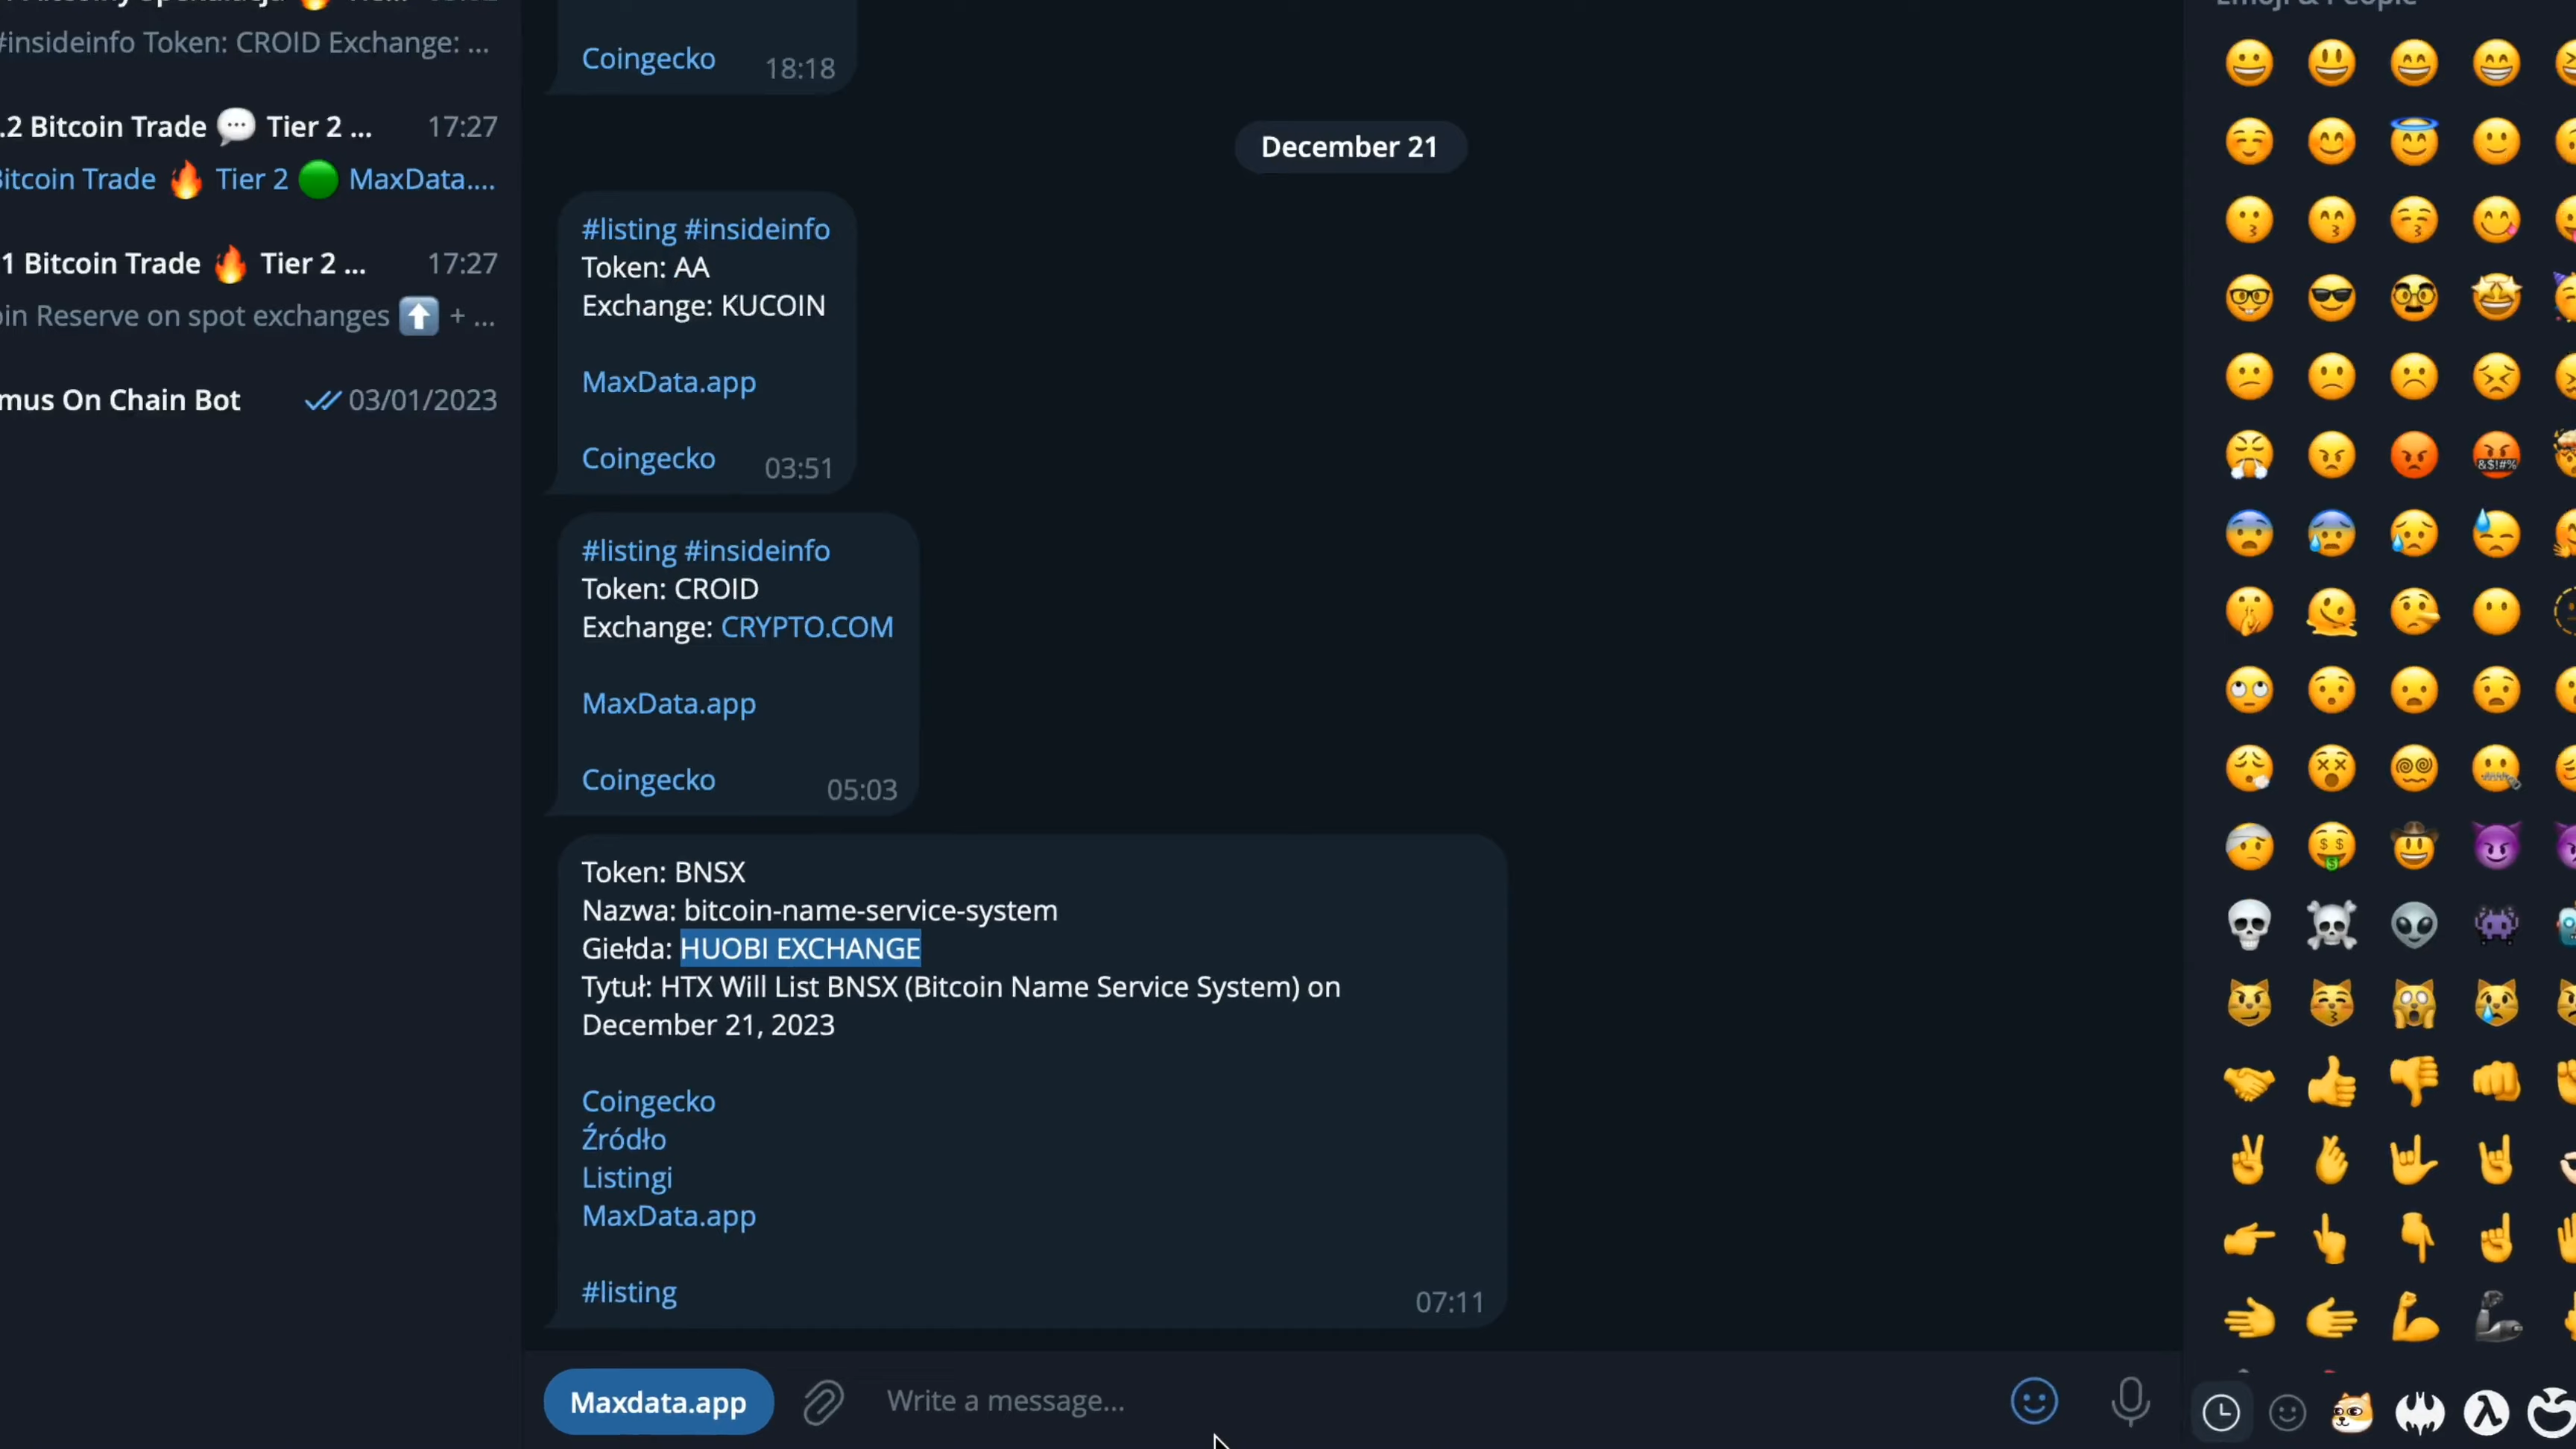 #insideinfo Token: CROID Exchange: ...
.2 Bitcoin Trade 💬 Tier 2 ... 17:27
Bitcoin Trade 🔥 Tier 2 🟢 MaxData....
1 Bitcoin Trade 🔥 Tier 2 ... 17:27
Reserve on spot exchanges ⬆️ + ...
On Chain Bot 03/01/2023
Coingecko 18:18
December 21
#listing #insideinfo
Token: AA
Exchange: KUCOIN
MaxData.app
Coingecko 03:51
#listing #insideinfo
Token: CROID
Exchange: CRYPTO.COM
MaxData.app
Coingecko 05:03
Token: BNSX
Nazwa: bitcoin-name-service-system
Giełda: HUOBI EXCHANGE
Tytuł: HTX Will List BNSX (Bitcoin Name Service System) on
December 21, 2023
Coingecko
Źródło
Listingi
MaxData.app
#listing 07:11
Maxdata.app Write a message...
Emoji & People